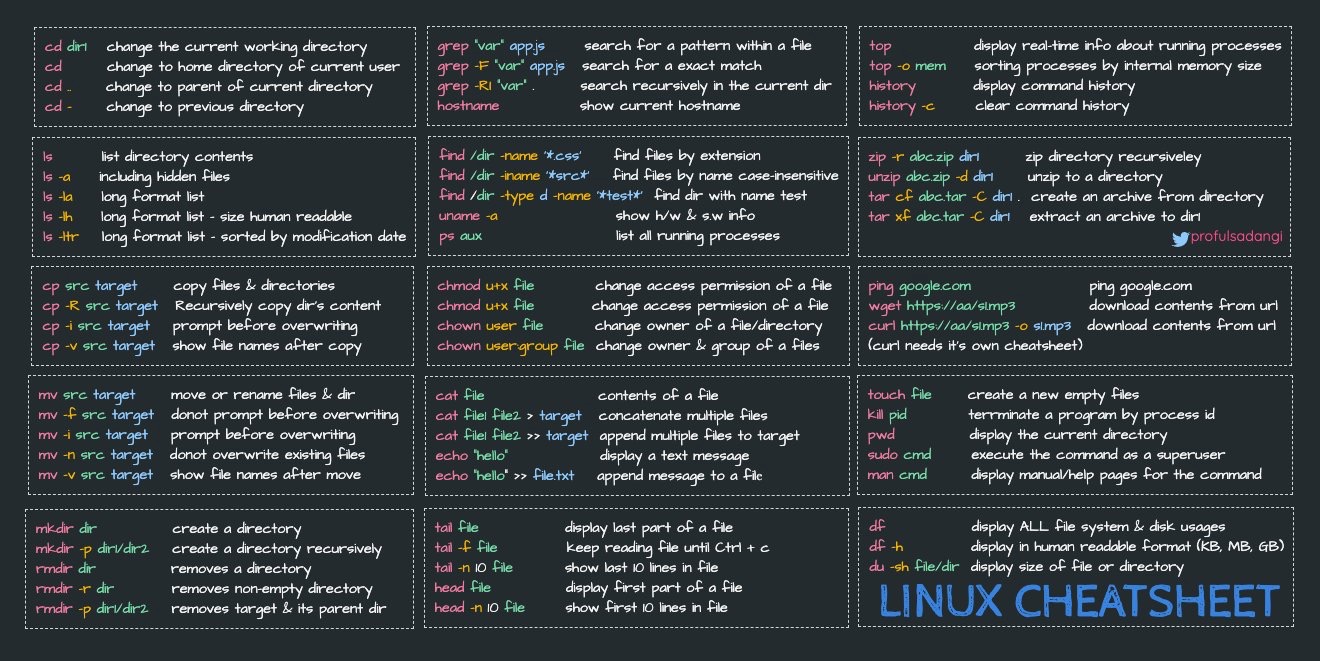 cd dir1 change the current working directory
cd change to home directory of current user
cd .. change to parent of current directory
cd - change to previous directory
ls list directory contents
ls -a including hidden files
ls -la long format list
ls -lh long format list - size human readable
ls -ltr long format list - sorted by modification date
cp src target copy files & directories
cp -R src target Recursively copy dir's content
cp -i src target prompt before overwriting
cp -v src target show file names after copy
mv src target move or rename files & dir
mv -f src target donot prompt before overwriting
mv -i src target prompt before overwriting
mv -n src target donot overwrite existing files
mv -v src target show file names after move
mkdir dir create a directory
mkdir -p dir1/dir2 create a directory recursively
rmdir dir removes a directory
rmdir -r dir removes non-empty directory
rmdir -p dir1/dir2 removes target & its parent dir
grep "var" app.js search for a pattern within a file
grep -F "var" app.js search for a exact match
grep -RI "var" . search recursively in the current dir
hostname show current hostname
find /dir -name '*.css' find files by extension
find /dir -iname '*src*' find files by name case-insensitive
find /dir -type d -name '*test*' find dir with name test
uname -a show h/w & s.w info
ps aux list all running processes
chmod u+x file change access permission of a file
chmod u+x file change access permission of a file
chown user file change owner of a file/directory
chown user:group file change owner & group of a files
cat file contents of a file
cat file1 file2 > target concatenate multiple files
cat file1 file2 >> target append multiple files to target
echo "hello" display a text message
echo "hello" >> file.txt append message to a file
tail file display last part of a file
tail -f file keep reading file until Ctrl + c
tail -n 10 file show last 10 lines in file
head file display first part of a file
head -n 10 file show first 10 lines in file
top display real-time info about running processes
top -o mem sorting processes by internal memory size
history display command history
history -c clear command history
zip -r abc.zip dir1 zip directory recursiveley
unzip abc.zip -d dir1 unzip to a directory
tar cf abc.tar -C dir1 . create an archive from directory
tar xf abc.tar -C dir1 extract an archive to dir1
profulsadangi
ping google.com ping google.com
wget https://aa/s1.mp3 download contents from url
curl https://aa/s1.mp3 -o s1.mp3 download contents from url
(curl needs it's own cheatsheet)
touch file create a new empty files
kill pid terrminate a program by process id
pwd display the current directory
sudo cmd execute the command as a superuser
man cmd display manual/help pages for the command
df display ALL file system & disk usages
df -h display in human readable format (KB, MB, GB)
du -sh file/dir display size of file or directory
LINUX CHEATSHEET